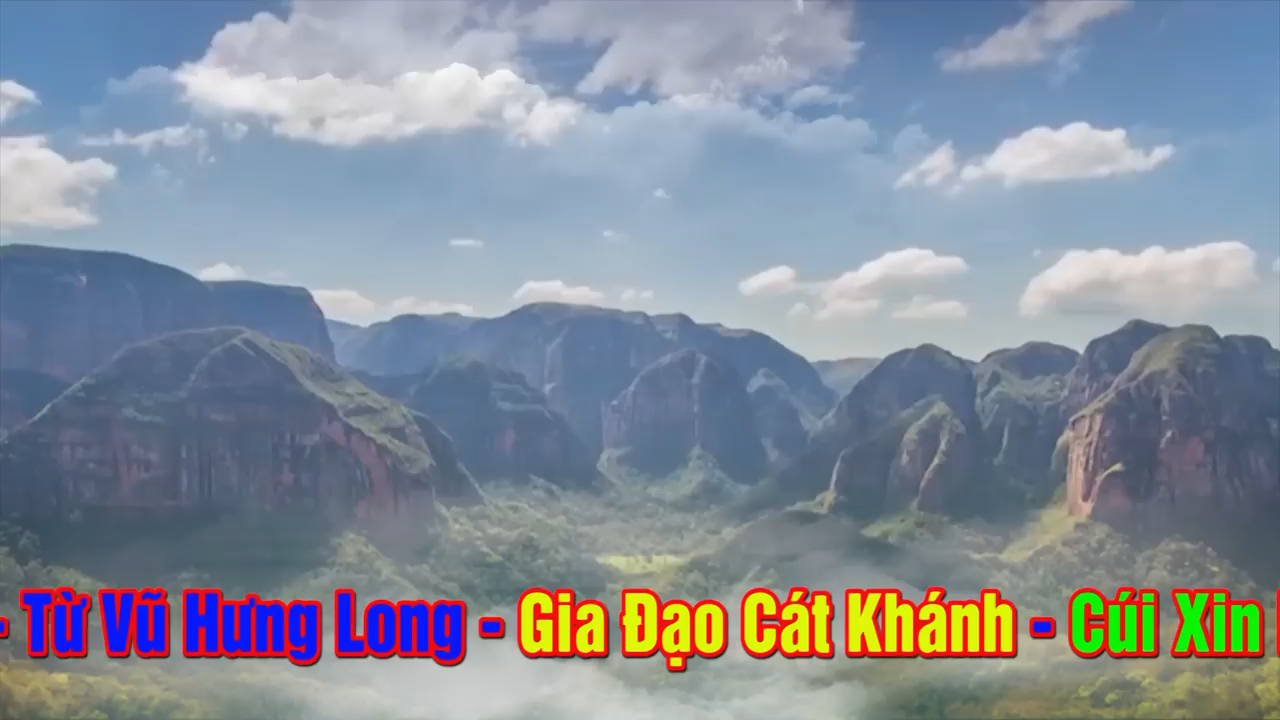 - Từ Vũ Hưng Long - Gia Đạo Cát Khánh - Cúi Xin